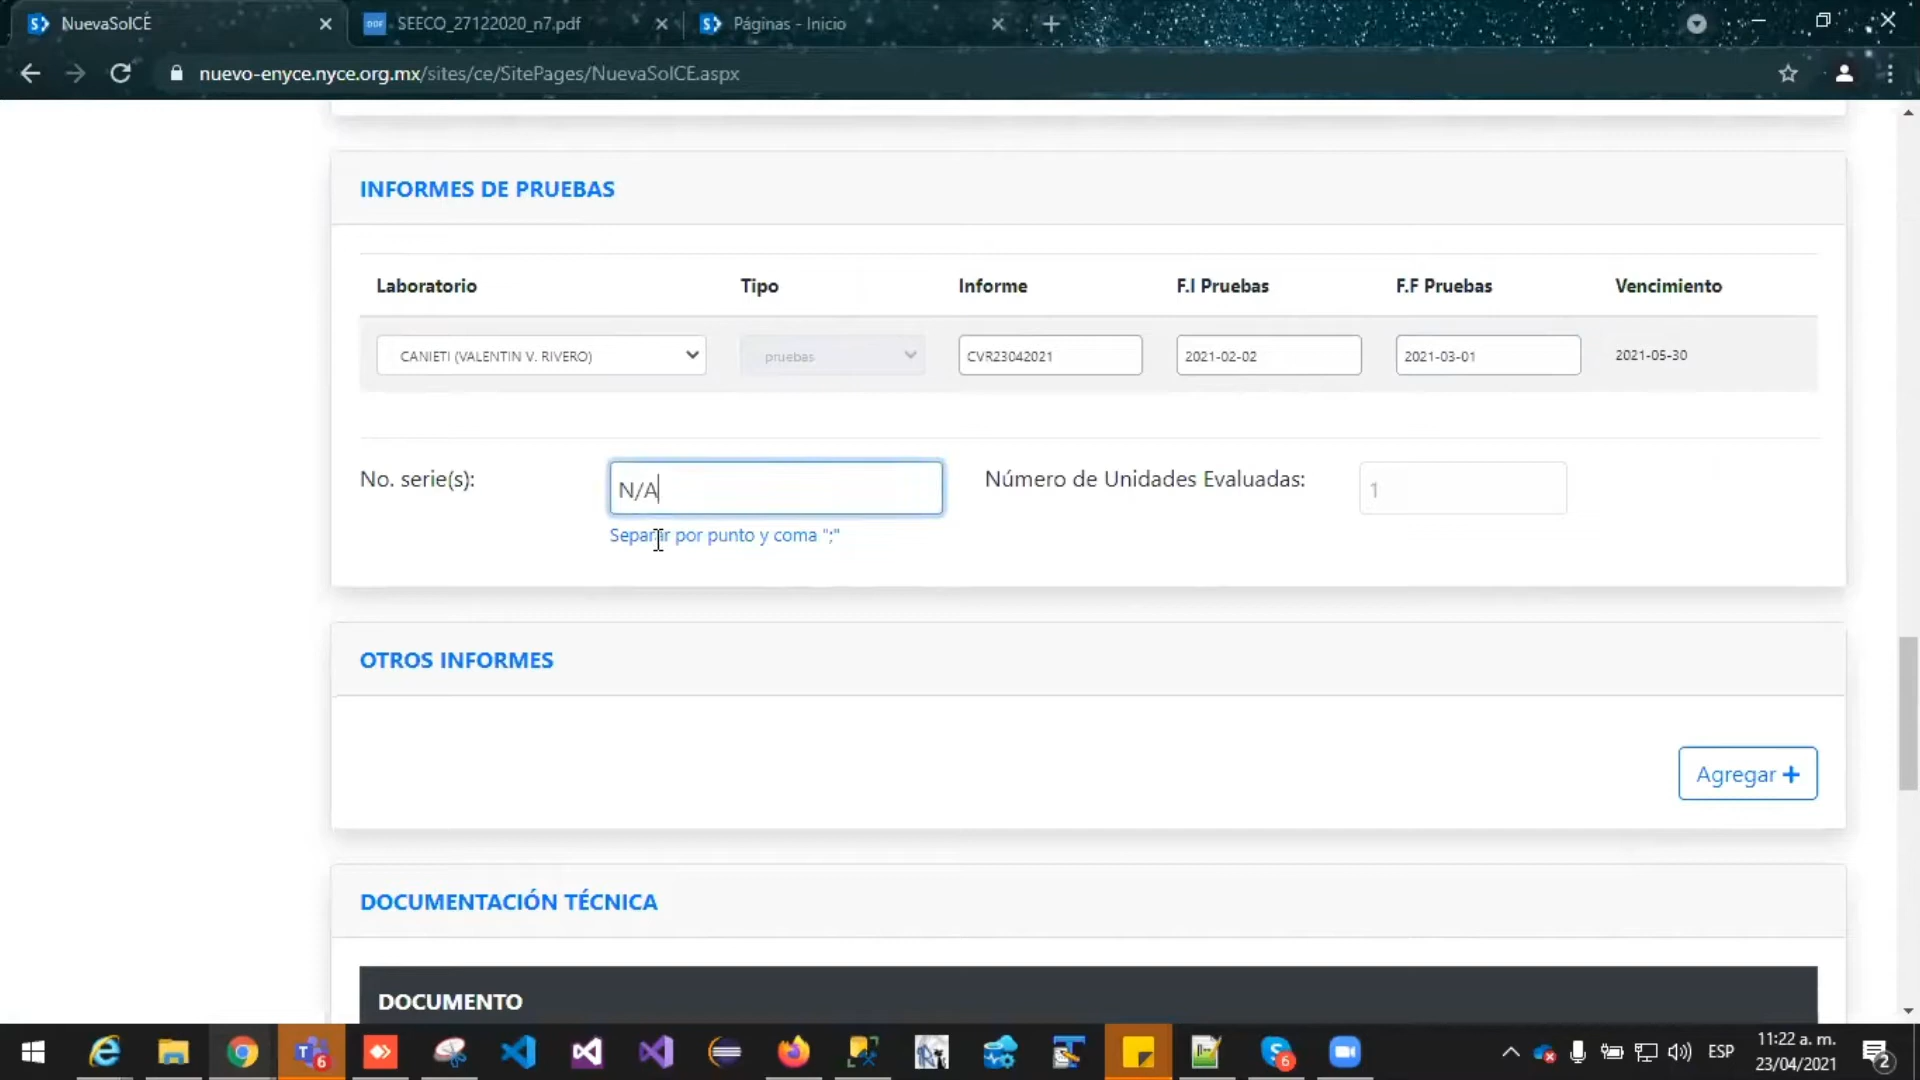 NuevaSolCE
SEECO_27122020_n7.pdf
Páginas - Inicio
nuevo-enyce.nyce.org.mx/sites/ce/SitePages/NuevaSolCE.aspx
INFORMES DE PRUEBAS
Laboratorio Tipo Informe F.I Pruebas F.F Pruebas Vencimiento
CANIETI (VALENTIN V. RIVERO) pruebas CVR23042021 2021-02-02 2021-03-01 2021-05-30
No. serie(s): N/A Número de Unidades Evaluadas: 1
Separar por punto y coma ";"
OTROS INFORMES
Agregar +
DOCUMENTACIÓN TÉCNICA
DOCUMENTO
ESP
11:22 a. m.
23/04/2021
6
6
2